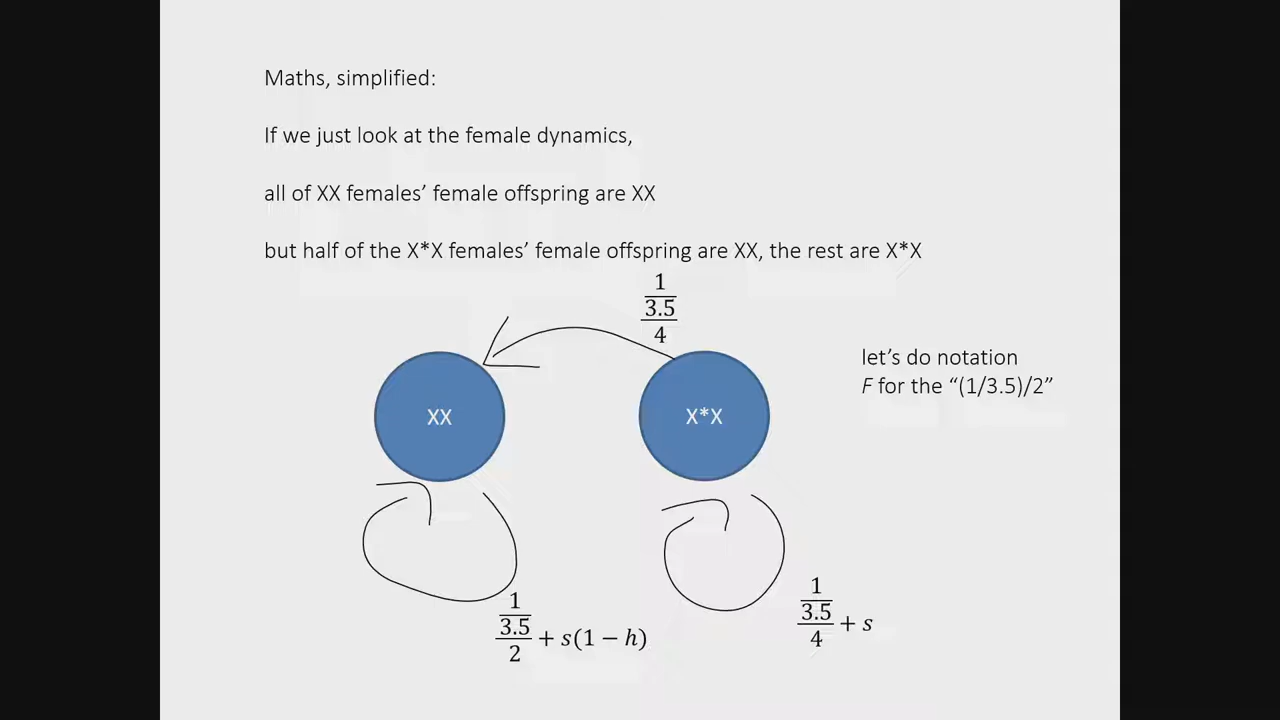 Maths, simplified:
If we just look at the female dynamics,
all of XX females’ female offspring are XX
but half of the X*X females’ female offspring are XX, the rest are X*X
1
3.5
4
let’s do notation
F for the “(1/3.5)/2”
XX
X*X
1
3.5
2
+ s(1 − h)
1
3.5
4
+ s